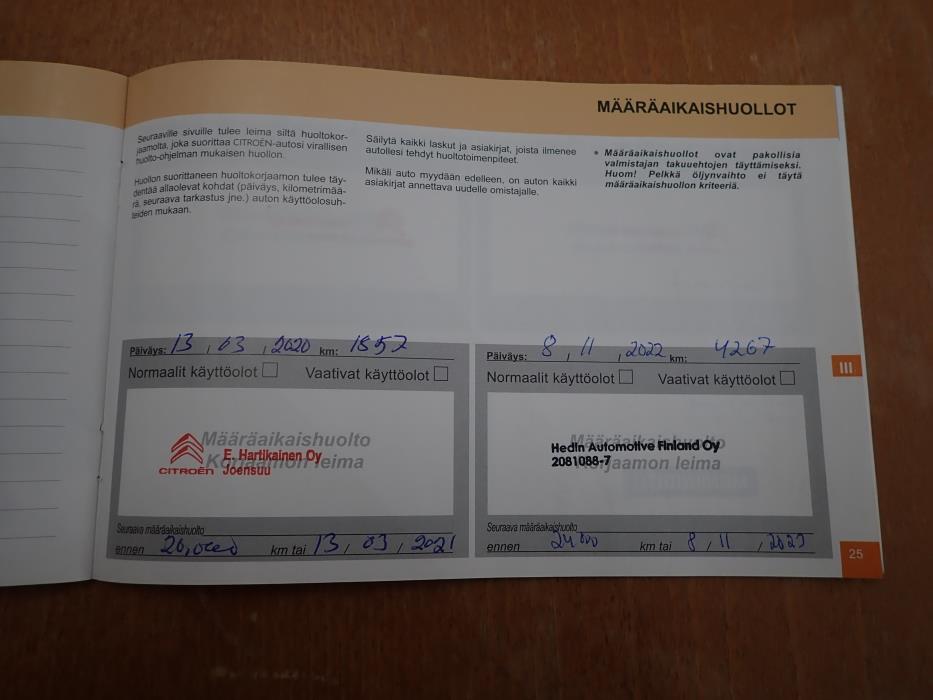 MÄÄRÄAIKAISHUOLLOT
Seuraaville sivuille tulee leima siltä huoltokor-
jaamolta, joka suorittaa CITROËN-autosi virallisen
huolto-ohjelman mukaisen huollon.
Huollon suorittaneen huoltokorjaamon tulee täy-
dentää allaolevat kohdat (päiväys, kilometrimää-
rä, seuraava tarkastus jne.) auton käyttöolosuh-
teiden mukaan.
Säilytä kaikki laskut ja asiakirjat, joista ilmenee
autollesi tehdyt huoltotoimenpiteet.
Mikäli auto myydään edelleen, on auton kaikki
asiakirjat annettava uudelle omistajalle.
• Määräaikaishuollot ovat pakollisia
valmistajan takuuehtojen täyttämiseksi.
Huom! Pelkkä öljynvaihto ei täytä
määräaikaishuollon kriteeriä.
Päiväys: 13 / 03 / 2020 km: 1857
Normaalit käyttöolot Vaativat käyttöolot
Määräaikaishuolto
Korjaamon leima
E. Hartikainen Oy
CITROËN Joensuu
Seuraava määräaikaishuolto
ennen 20,000 km tai 13 / 03 / 2021
Päiväys: 8 / 11 / 2022 km: 4267
Normaalit käyttöolot Vaativat käyttöolot
Määräaikaishuolto
Korjaamon leima
Hedin Automotive Finland Oy
2081088-7
Seuraava määräaikaishuolto
ennen 24000 km tai 8 / 11 / 2023
III
25